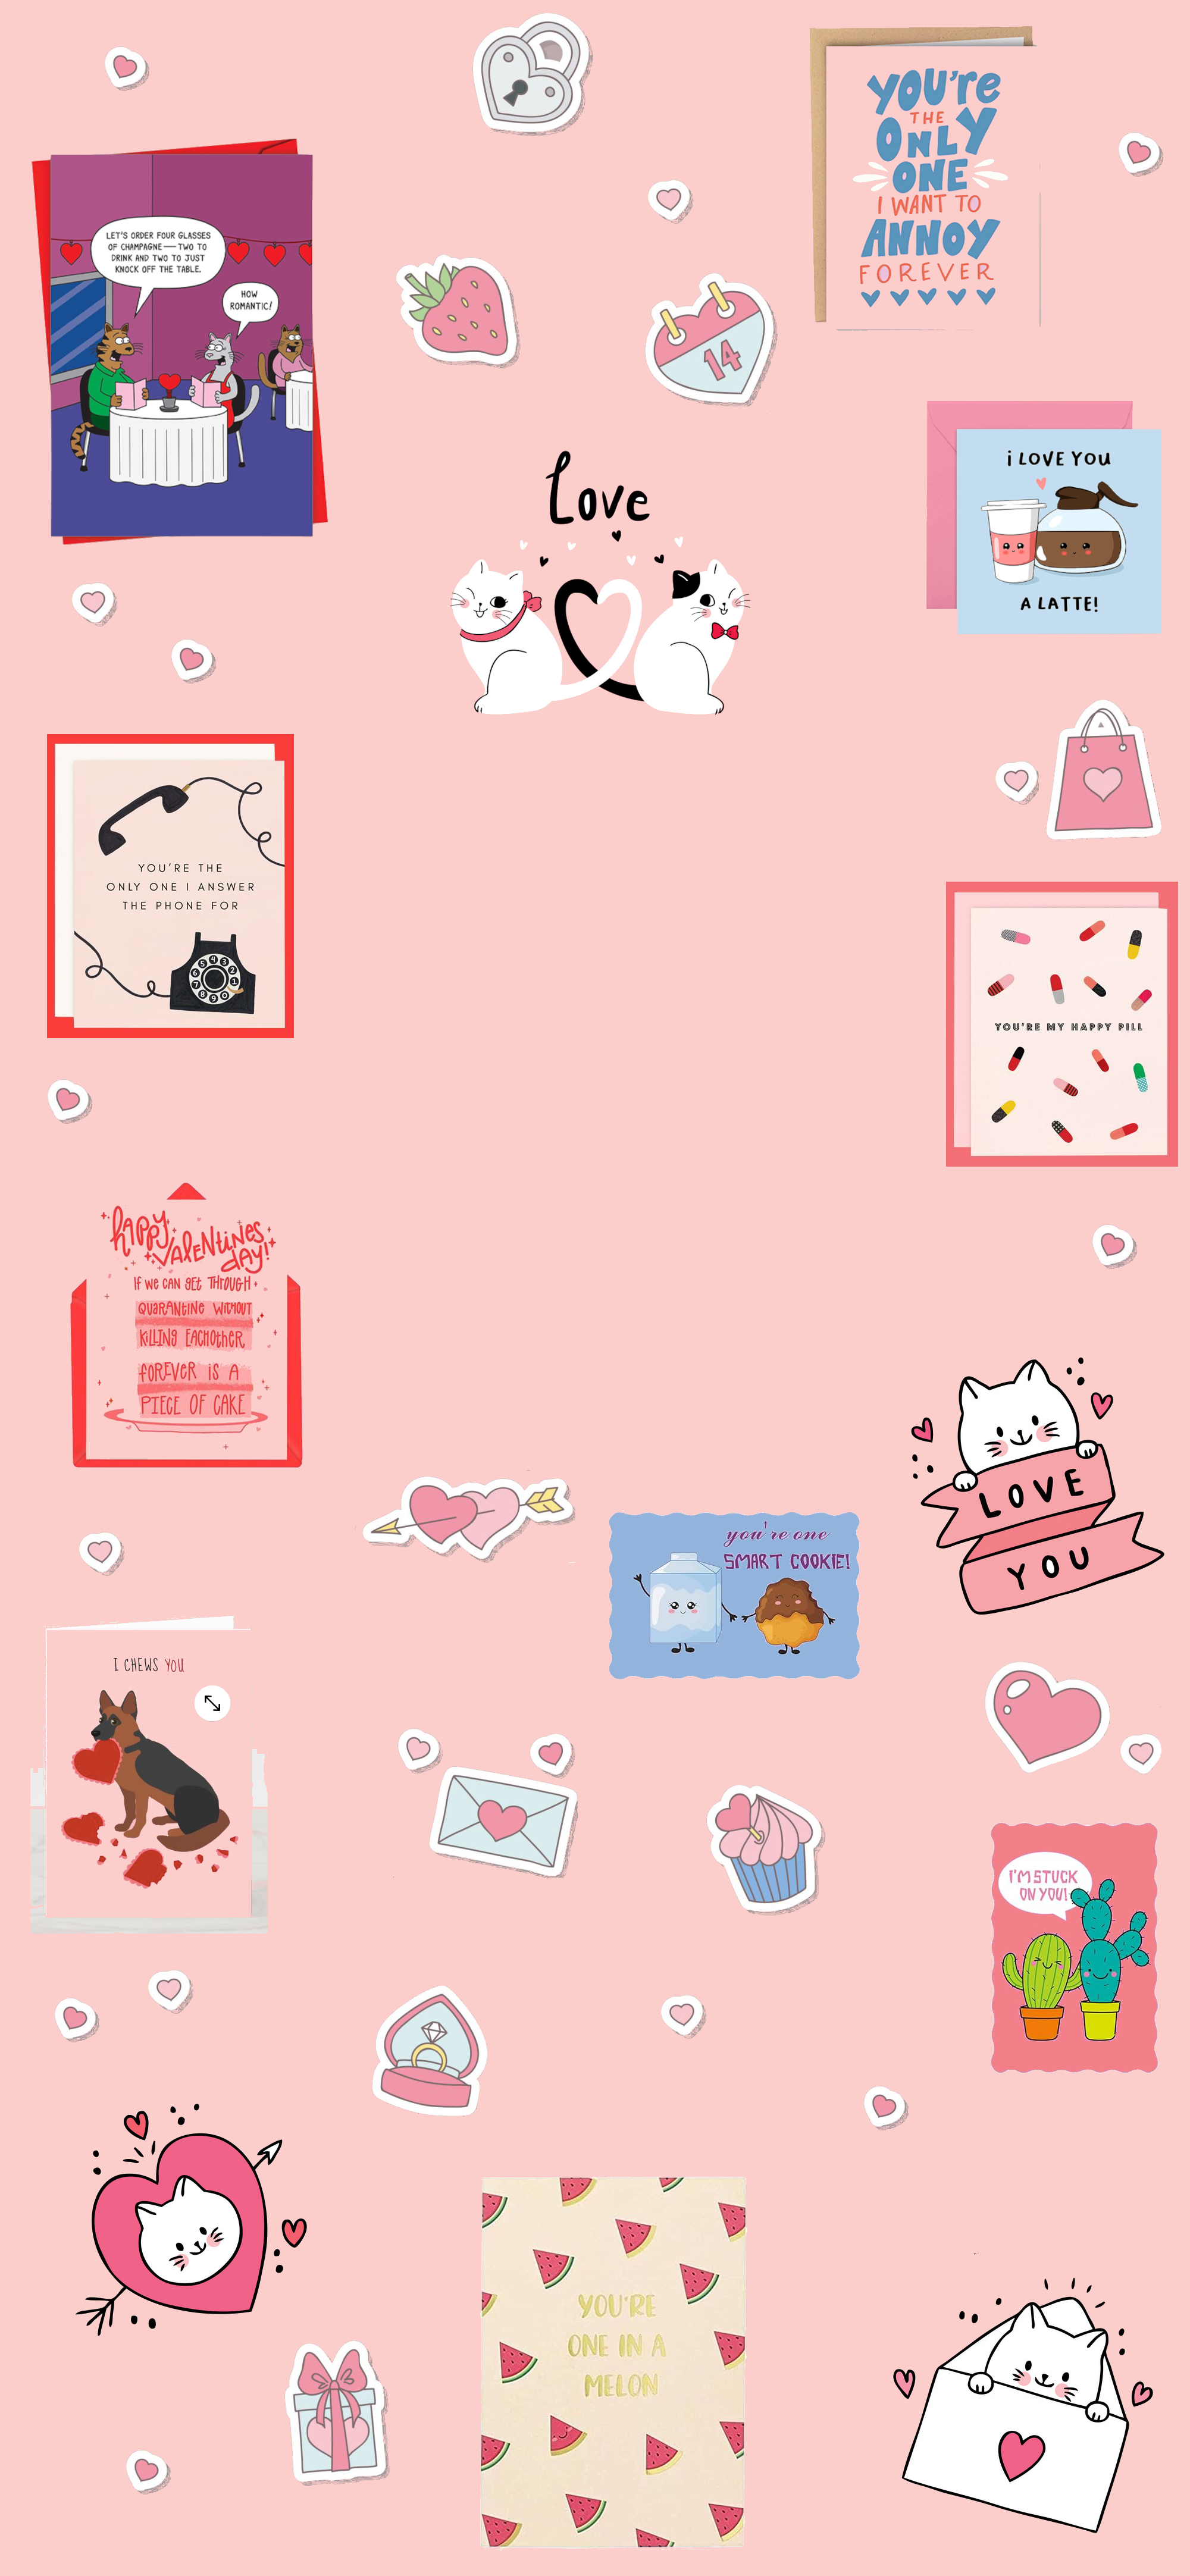 YOU're
THE
ONLY
ONE
I WANT TO
ANNOY
FOREVER
LET'S ORDER FOUR GLASSES
OF CHAMPAGNE—TWO TO
DRINK AND TWO TO JUST
KNOCK OFF THE TABLE.
HOW
ROMANTIC!
14
Love
i LOVE YOU
A LATTE!
YOU'RE THE
ONLY ONE I ANSWER
THE PHONE FOR
YOU'RE MY HAPPY PILL
HAPPY
VALENTINES
DAY!
If we can get THROUGH
QUARANTINE WITHOUT
KILLING EACHOTHER,
FOREVER IS A
PIECE OF CAKE
LOVE
YOU
you're one
SMART COOKIE!
I CHEWS YOU
I'M STUCK
ON YOU!
YOU'RE
ONE IN A
MELON